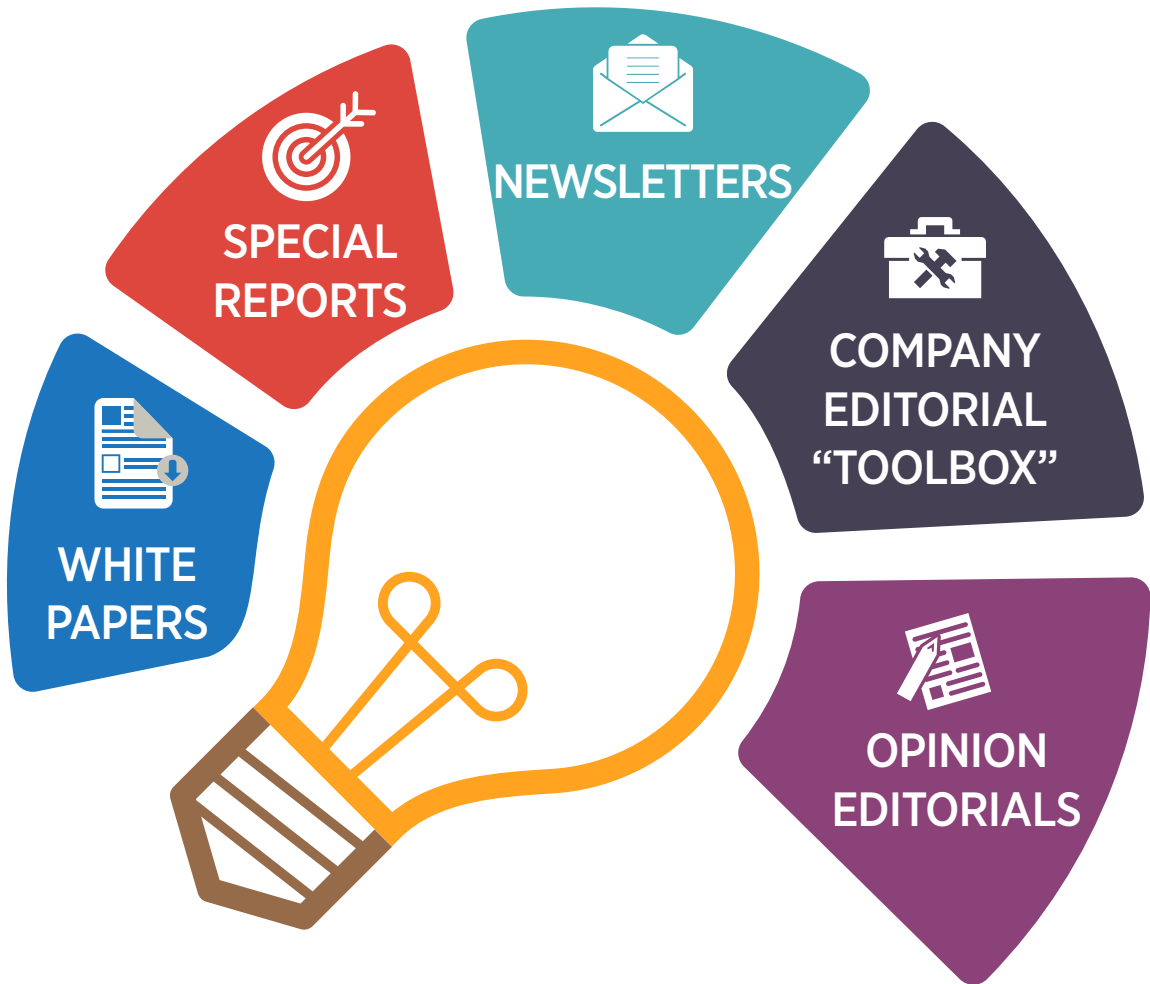 WHITE
PAPERS
SPECIAL
REPORTS
NEWSLETTERS
COMPANY
EDITORIAL
“TOOLBOX”
OPINION
EDITORIALS